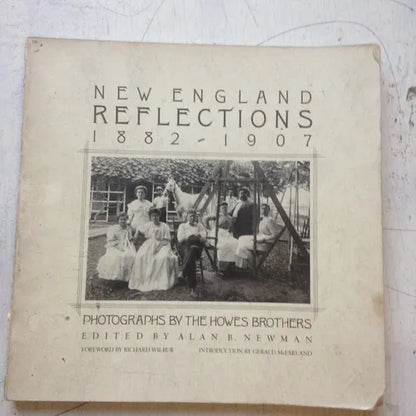 NEW ENGLAND
REFLECTIONS
1882-1907
PHOTOGRAPHS BY THE HOWES BROTHERS
EDITED BY ALAN B. NEWMAN
FOREWORD BY RICHARD WILBUR INTRODUCTION BY GERALD McFARLAND